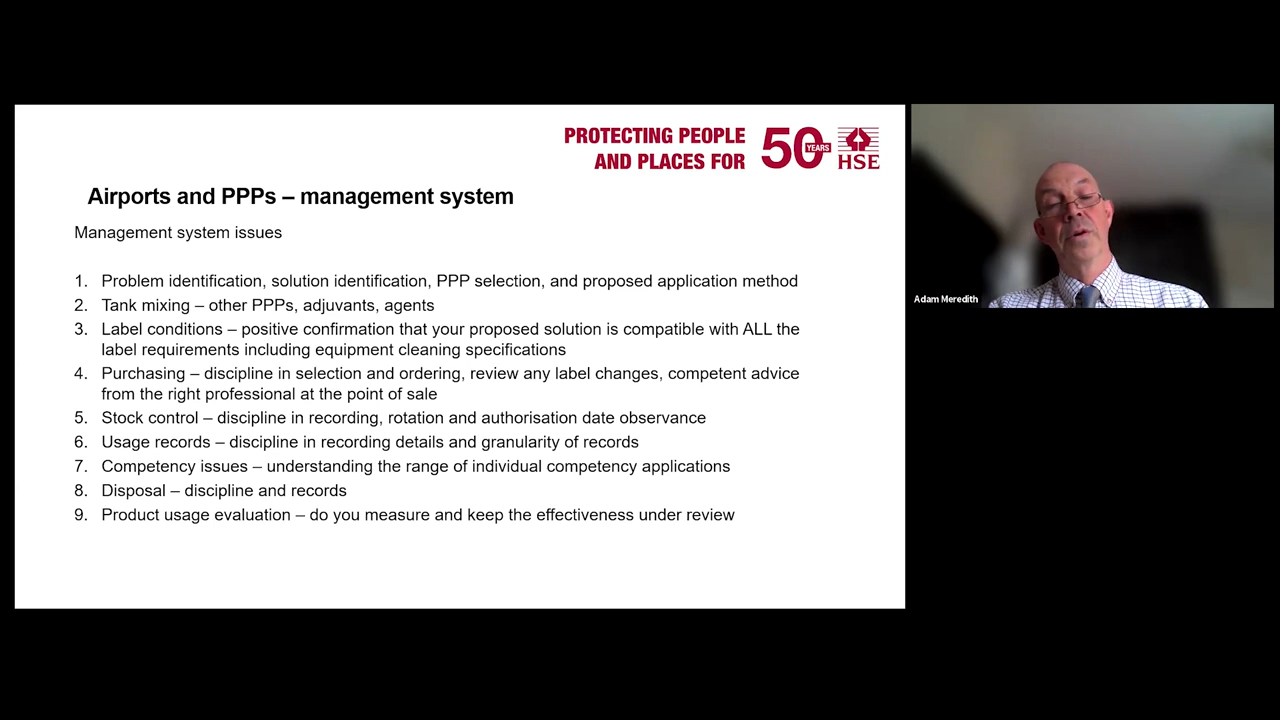 PROTECTING PEOPLE
AND PLACES FOR
50 YEARS
HSE
Airports and PPPs – management system
Management system issues
1. Problem identification, solution identification, PPP selection, and proposed application method
2. Tank mixing – other PPPs, adjuvants, agents
3. Label conditions – positive confirmation that your proposed solution is compatible with ALL the
label requirements including equipment cleaning specifications
4. Purchasing – discipline in selection and ordering, review any label changes, competent advice
from the right professional at the point of sale
5. Stock control – discipline in recording, rotation and authorisation date observance
6. Usage records – discipline in recording details and granularity of records
7. Competency issues – understanding the range of individual competency applications
8. Disposal – discipline and records
9. Product usage evaluation – do you measure and keep the effectiveness under review
Adam Meredith